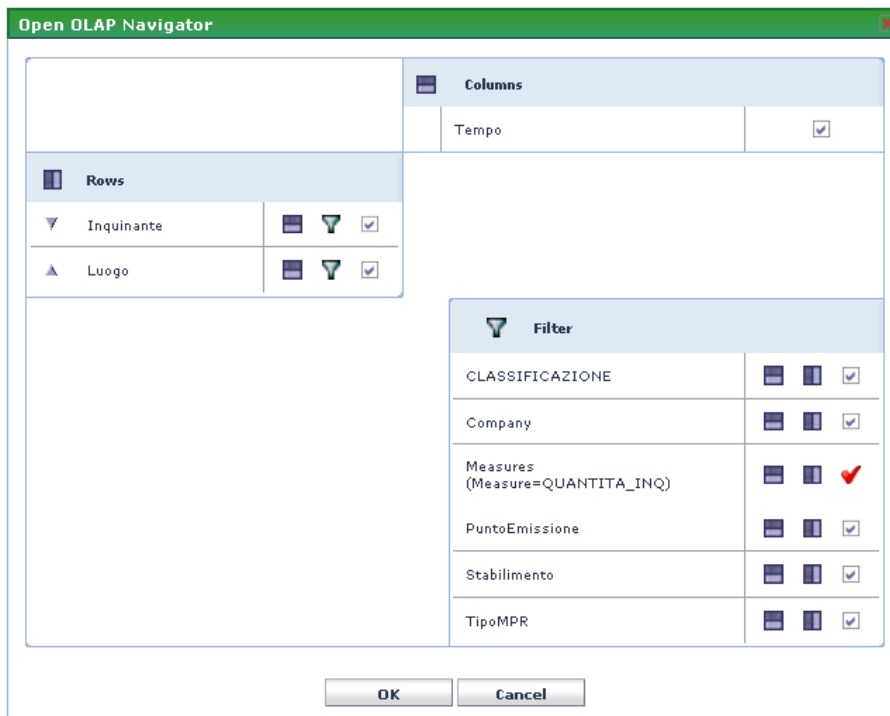 Open OLAP Navigator
Columns
Tempo
Rows
Inquinante
Luogo
Filter
CLASSIFICAZIONE
Company
Measures
(Measure=QUANTITA_INQ)
PuntoEmissione
Stabilimento
TipoMPR
OK
Cancel